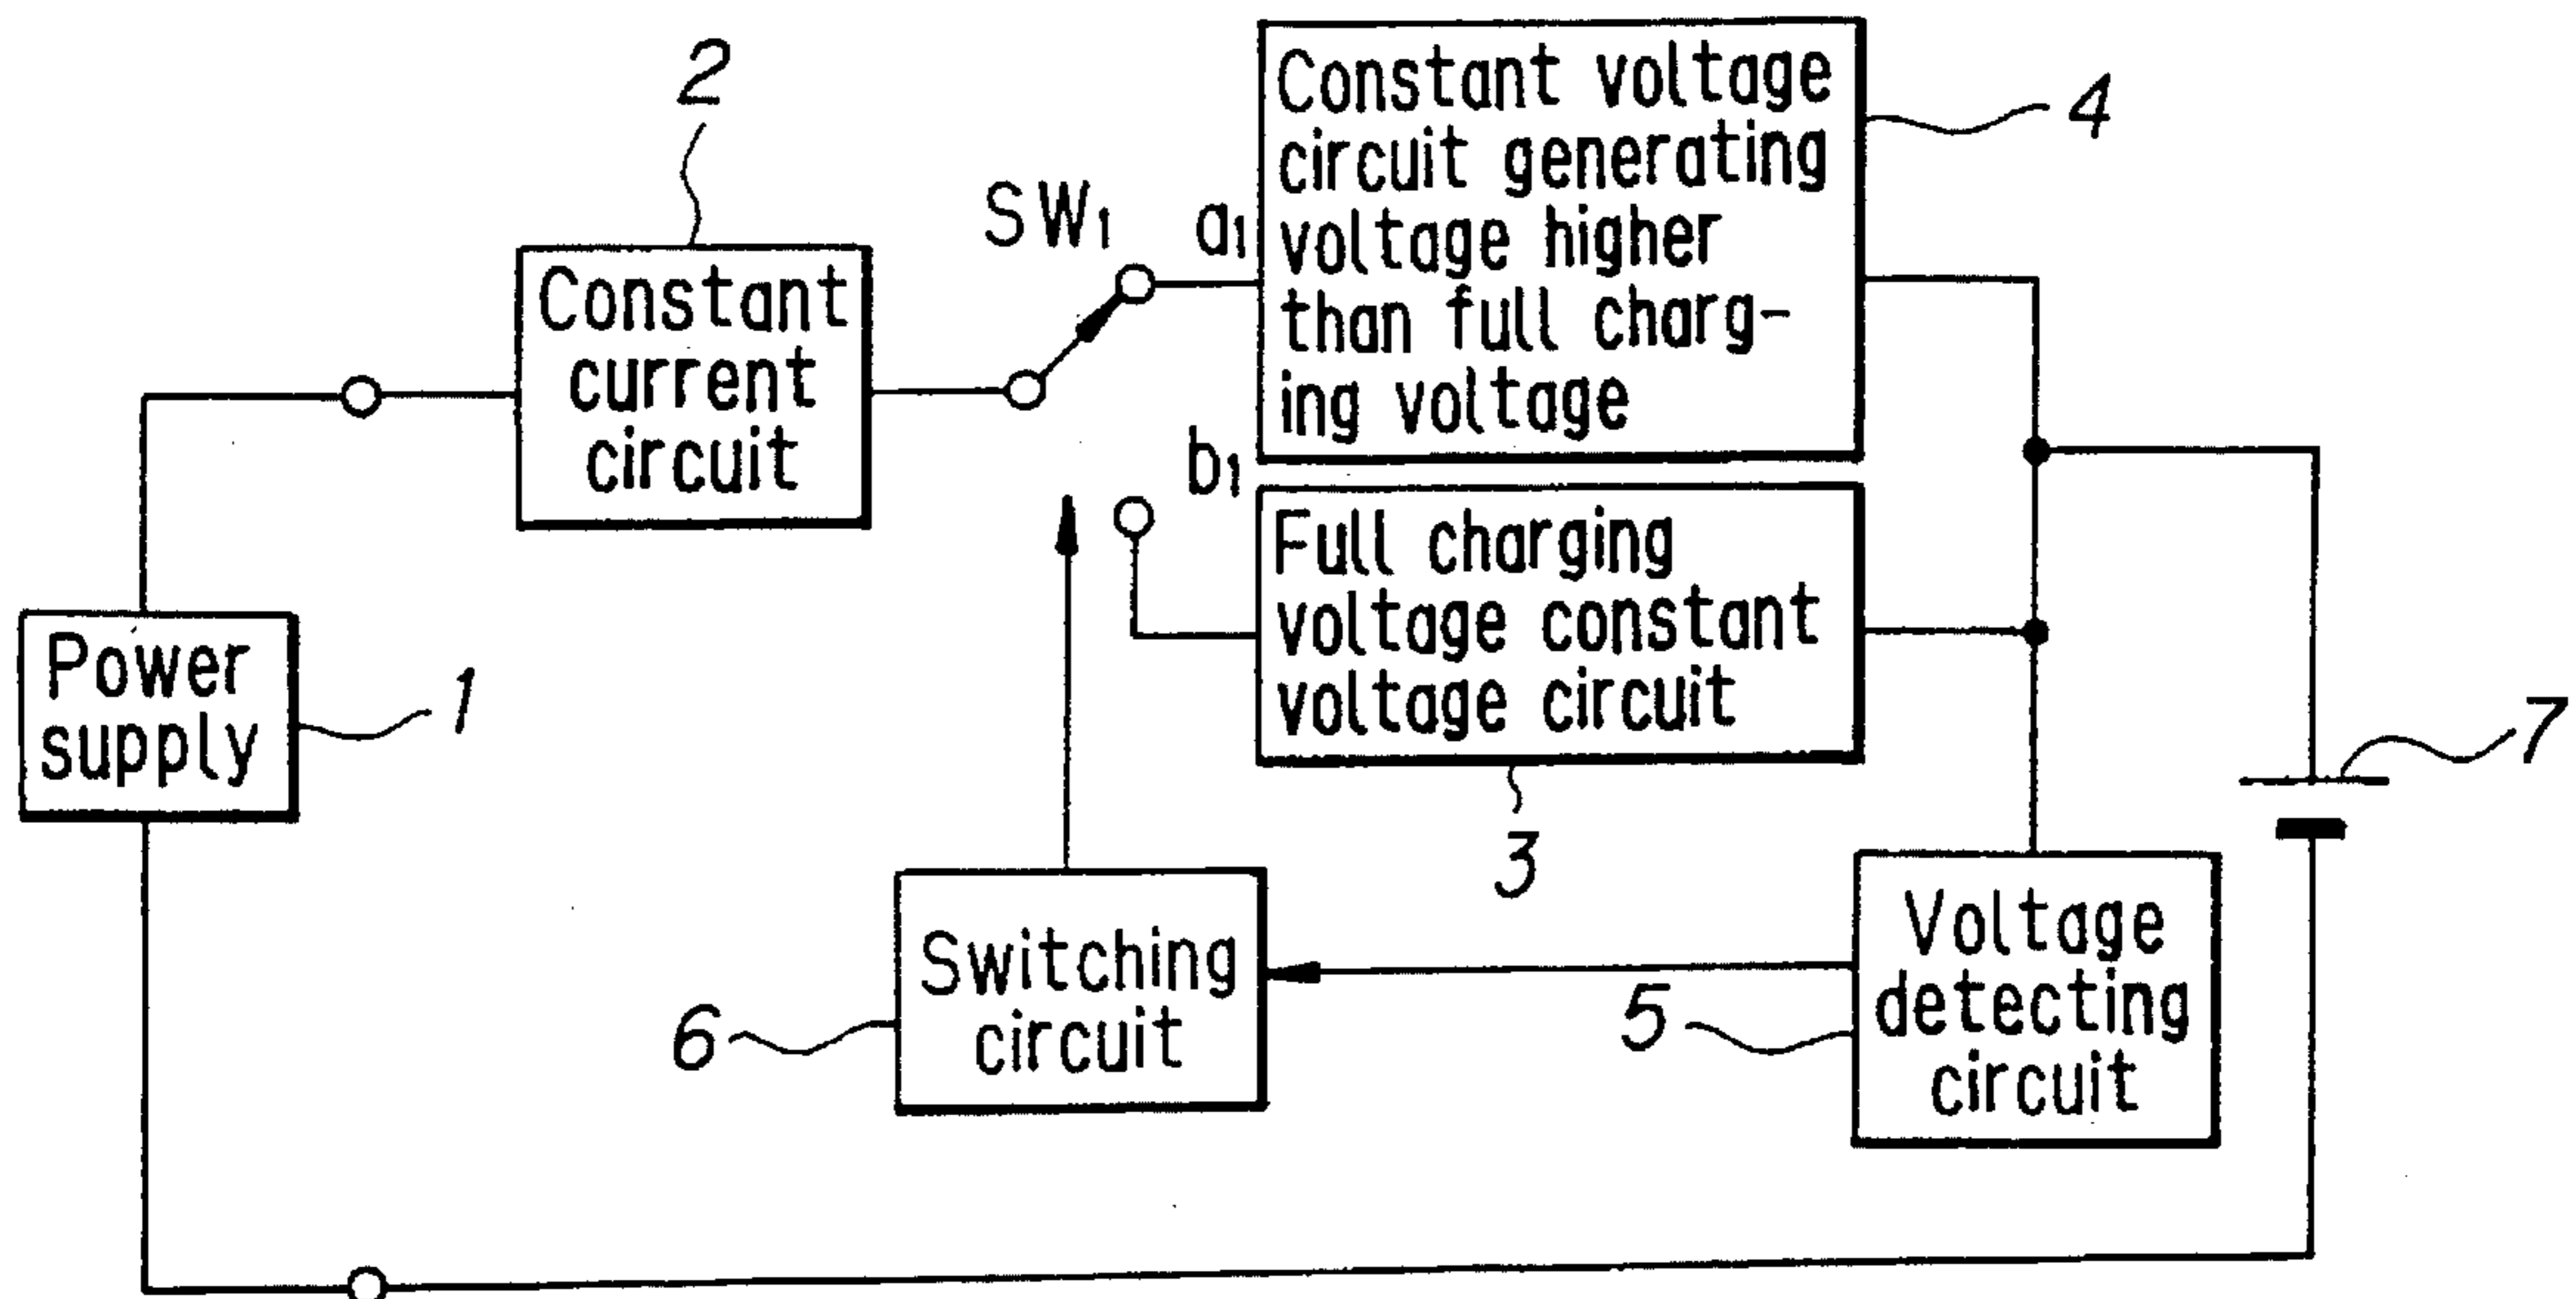 2
Constant voltage
circuit generating
voltage higher
than full charg-
ing voltage
4
SW₁
a₁
Constant
current
circuit
b₁
Full charging
voltage constant
voltage circuit
3
Power
supply
1
7
Switching
circuit
6
Voltage
detecting
circuit
5